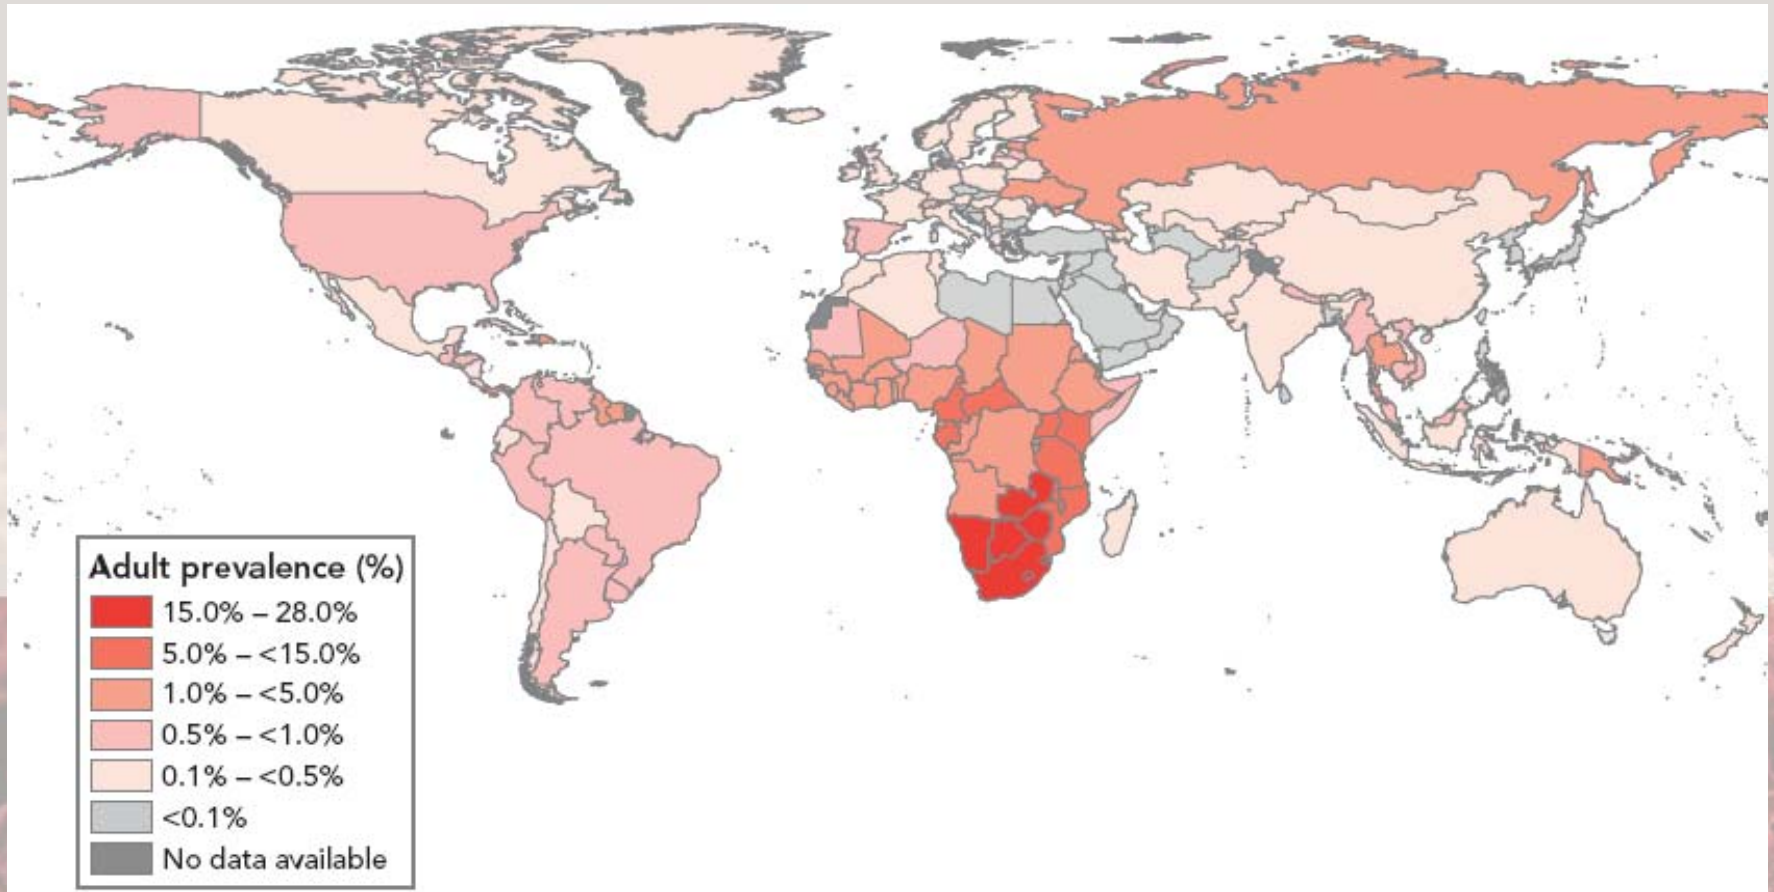 Adult prevalence (%)
15.0% – 28.0%
5.0% – <15.0%
1.0% – <5.0%
0.5% – <1.0%
0.1% – <0.5%
<0.1%
No data available